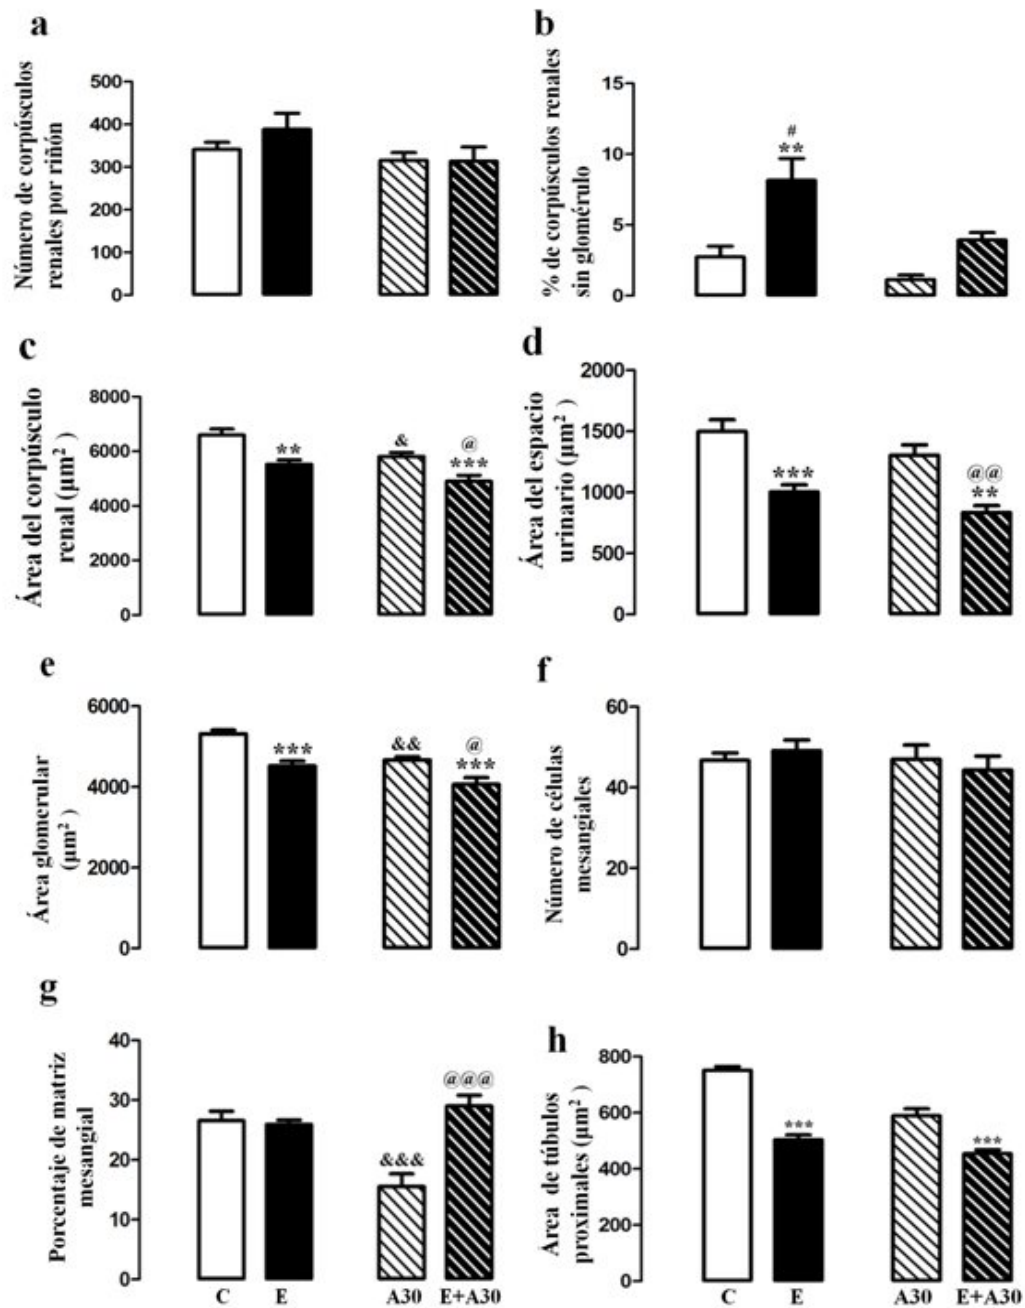 a
Número de corpúsculos
renales por riñón
500
400
300
200
100
0
b
% de corpúsculos renales
sin glomérulo
15
10
5
0
#
**
c
Área del corpúsculo
renal (µm² )
8000
6000
4000
2000
0
**
&
@
***
d
Área del espacio
urinario (µm² )
2000
1500
1000
500
0
***
@@
**
e
Área glomerular
(µm² )
6000
4000
2000
0
***
&&
@
***
f
Número de células
mesangiales
60
40
20
0
g
Porcentaje de matriz
mesangial
40
30
20
10
0
&&&
@@@
C E A30 E+A30
h
Área de túbulos
proximales (µm² )
800
600
400
200
0
***
***
C E A30 E+A30